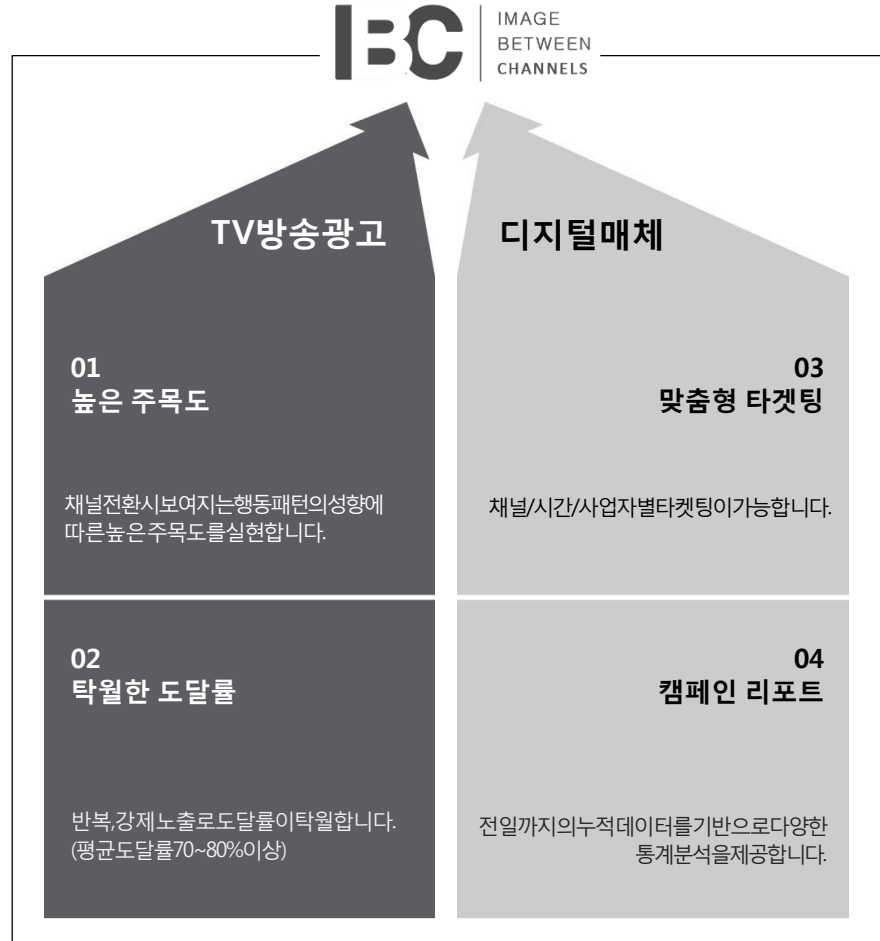 IBC
IMAGE
BETWEEN
CHANNELS
TV방송광고
01
높은 주목도
채널전환시보여지는행동패턴의성향에
따른높은주목도를실현합니다.
02
탁월한 도달률
반복,강제노출로도달률이탁월합니다.
(평균도달률70~80%이상)
디지털매체
03
맞춤형 타겟팅
채널/시간/사업자별타켓팅이가능합니다.
04
캠페인 리포트
전일까지의누적데이터를기반으로다양한
통계분석을제공합니다.